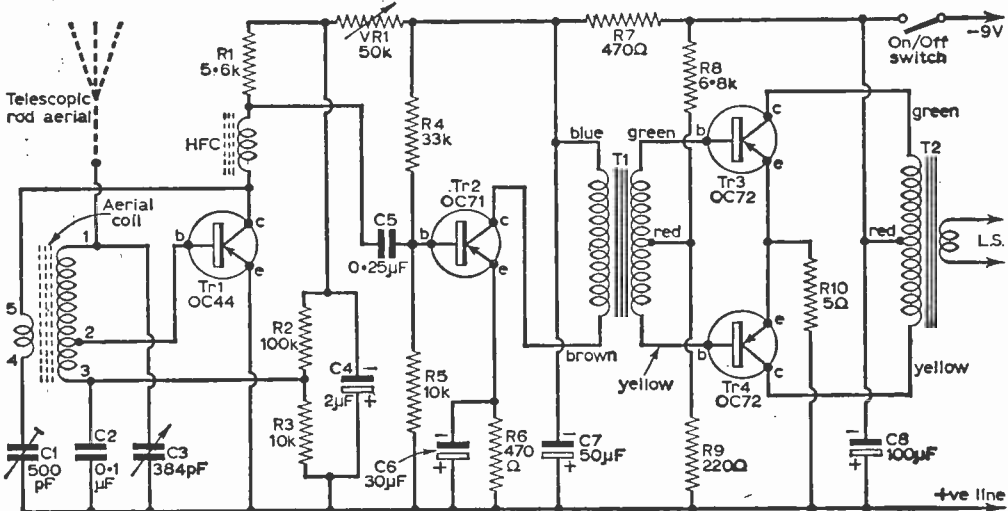 Telescopic
rod aerial
Aerial
coil
1
2
3
5
4
C1
500
pF
C2
0·1
µF
C3
384pF
R1
5·6k
HFC
b
c
e
Tr1
OC44
VR1
50k
R2
100k
R3
10k
C4
2µF
-
+
C5
0·25µF
R4
33k
R5
10k
Tr2
OC71
b
c
e
C6
30µF
-
+
R6
470
Ω
C7
50µF
-
+
blue
brown
T1
green
red
yellow
R7
470Ω
R8
6·8k
R9
220Ω
b
c
e
Tr3
OC72
b
e
c
Tr4
OC72
R10
5Ω
On/Off
switch
-9V
green
red
yellow
T2
L.S.
C8
100µF
-
+
+ve line